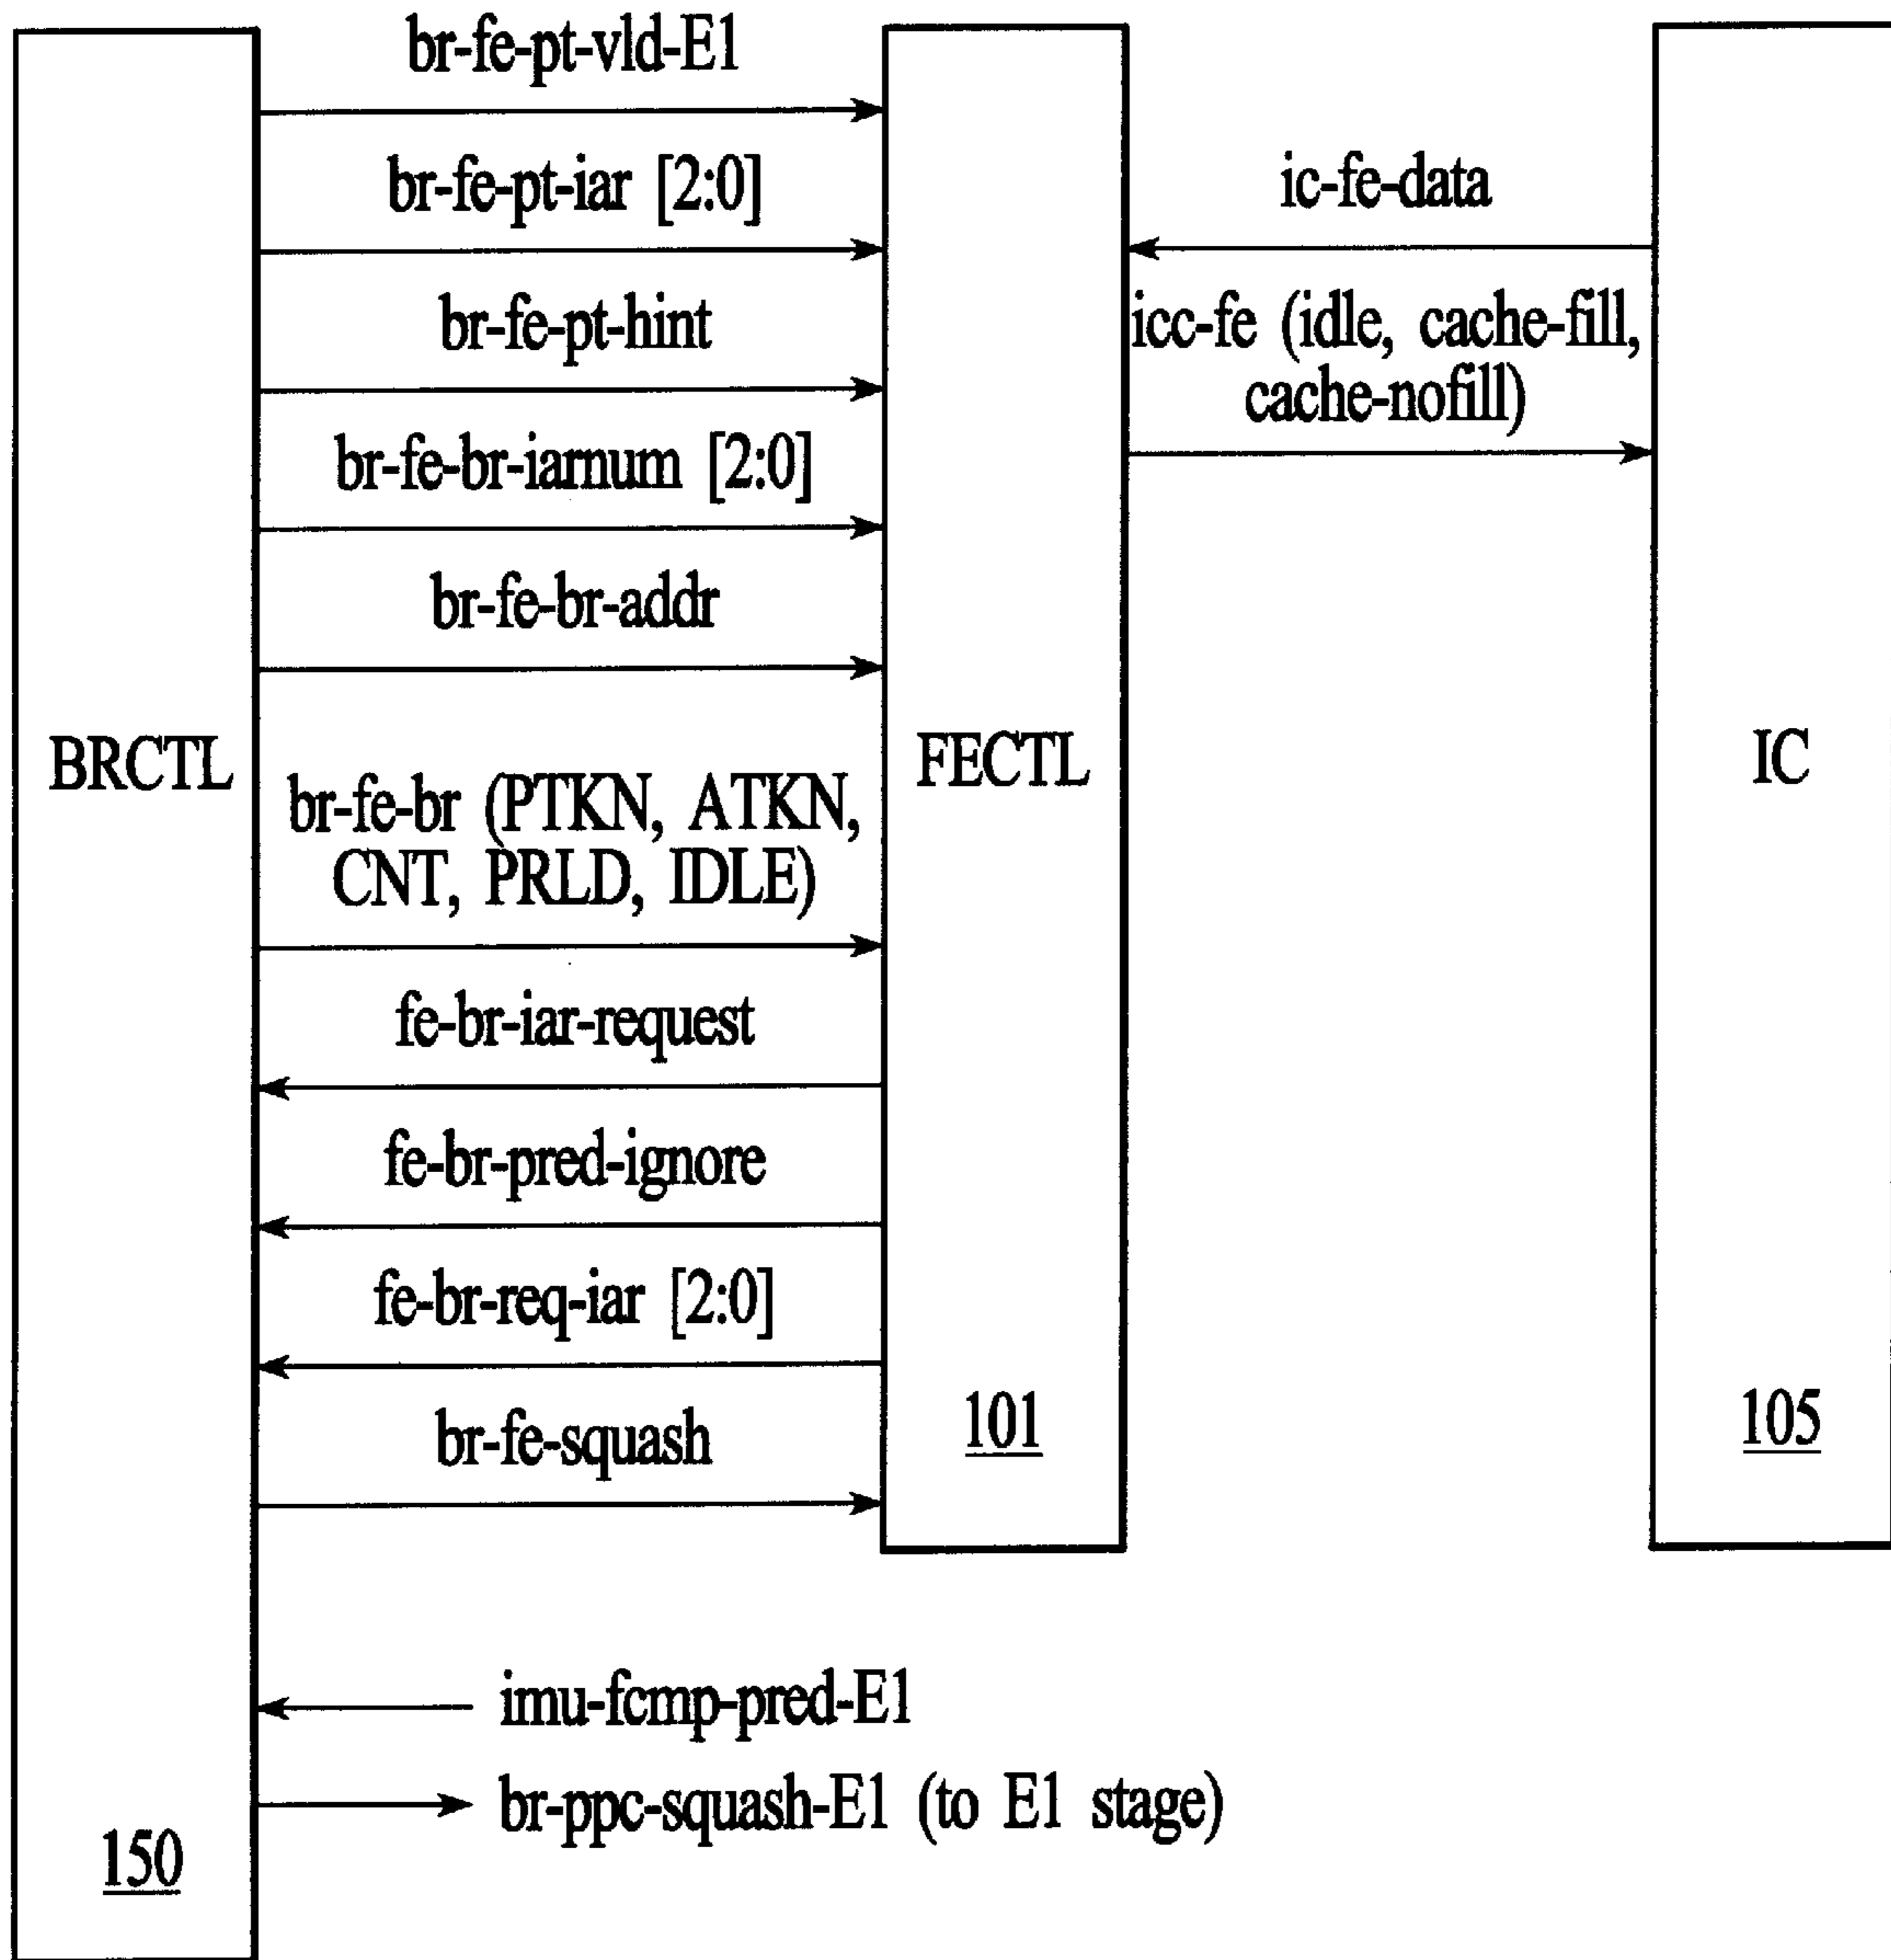 br-fe-pt-vld-E1
br-fe-pt-iar [2:0]
br-fe-pt-hint
br-fe-br-iarnum [2:0]
br-fe-br-addr
BRCTL
br-fe-br (PTKN, ATKN,
CNT, PRLD, IDLE)
fe-br-iar-request
fe-br-pred-ignore
fe-br-req-iar [2:0]
br-fe-squash
FECTL
101
ic-fe-data
icc-fe (idle, cache-fill,
cache-nofill)
IC
105
imu-fcmp-pred-E1
br-ppc-squash-E1 (to E1 stage)
150